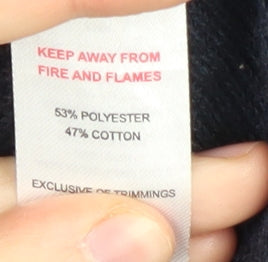 KEEP AWAY FROM
FIRE AND FLAMES
53% POLYESTER
47% COTTON
EXCLUSIVE OF TRIMMINGS